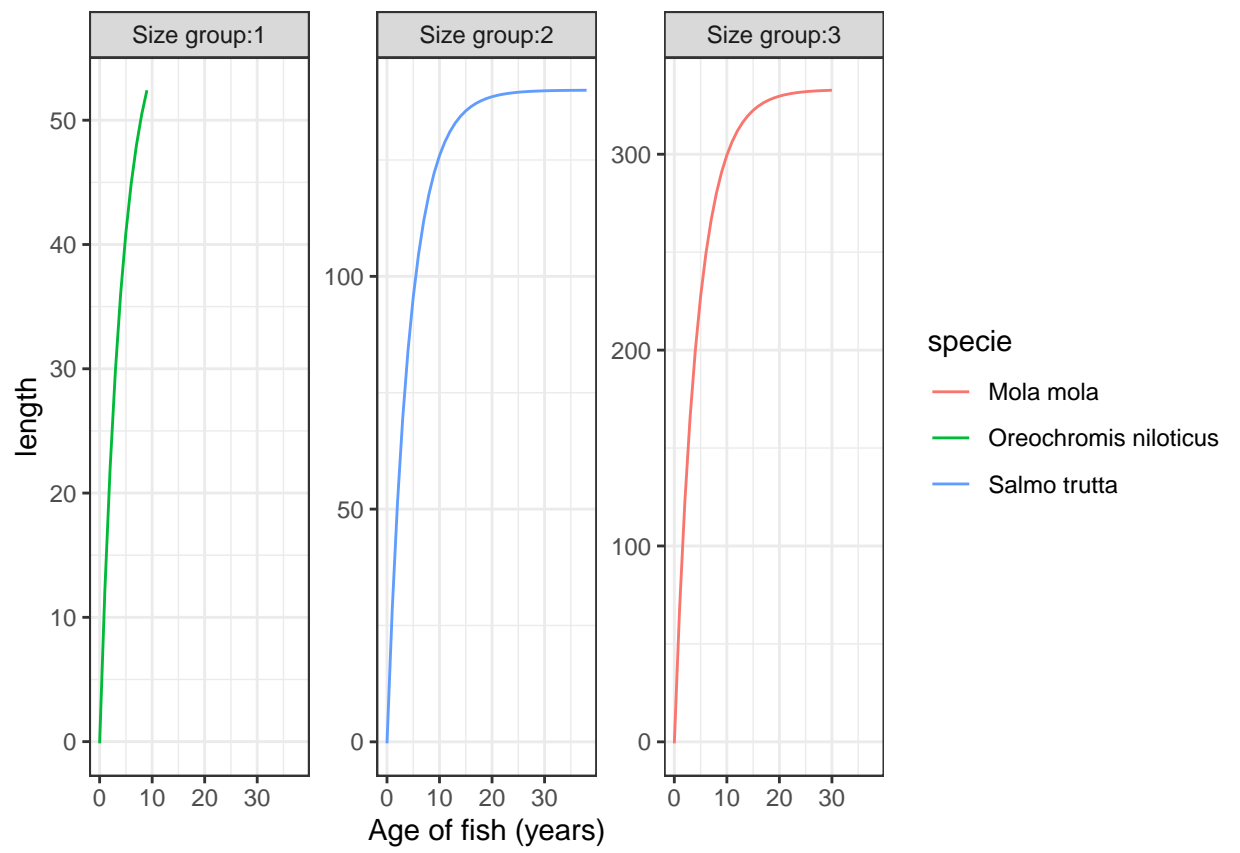 Size group:1 Size group:2 Size group:3
50
40
30
20
10
0
100
50
0
300
200
100
0
length
0 10 20 30
0 10 20 30
0 10 20 30
Age of fish (years)
specie
Mola mola
Oreochromis niloticus
Salmo trutta